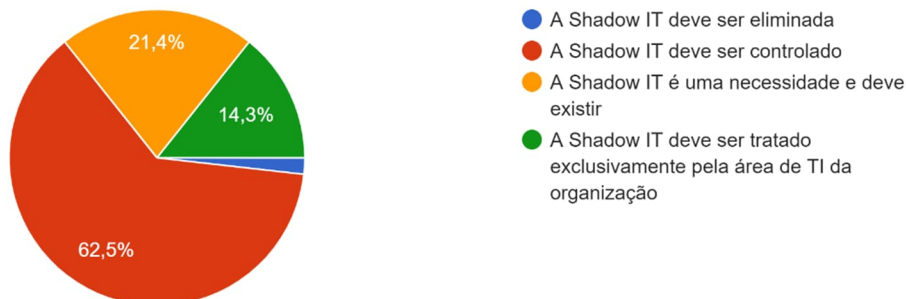 21,4%
14,3%
62,5%
A Shadow IT deve ser eliminada
A Shadow IT deve ser controlado
A Shadow IT é uma necessidade e deve
existir
A Shadow IT deve ser tratado
exclusivamente pela área de TI da
organização